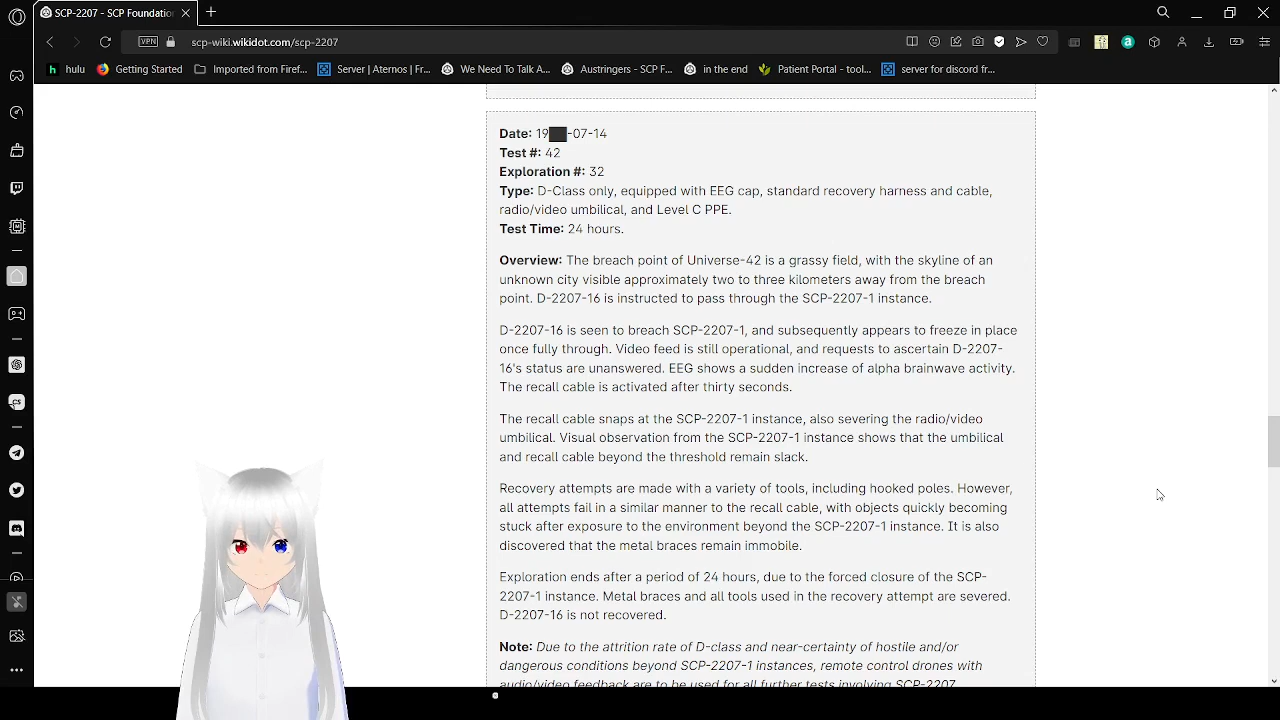 SCP-2207 - SCP Foundation
VPN
scp-wiki.wikidot.com/scp-2207
h hulu
Getting Started
Imported from Firef...
Server | Aternos | Fr...
We Need To Talk A...
Austringers - SCP F...
in the end
Patient Portal - tool...
server for discord fr...
Date: 19██-07-14
Test #: 42
Exploration #: 32
Type: D-Class only, equipped with EEG cap, standard recovery harness and cable,
radio/video umbilical, and Level C PPE.
Test Time: 24 hours.
Overview: The breach point of Universe-42 is a grassy field, with the skyline of an
unknown city visible approximately two to three kilometers away from the breach
point. D-2207-16 is instructed to pass through the SCP-2207-1 instance.
D-2207-16 is seen to breach SCP-2207-1, and subsequently appears to freeze in place
once fully through. Video feed is still operational, and requests to ascertain D-2207-
16's status are unanswered. EEG shows a sudden increase of alpha brainwave activity.
The recall cable is activated after thirty seconds.
The recall cable snaps at the SCP-2207-1 instance, also severing the radio/video
umbilical. Visual observation from the SCP-2207-1 instance shows that the umbilical
and recall cable beyond the threshold remain slack.
Recovery attempts are made with a variety of tools, including hooked poles. However,
all attempts fail in a similar manner to the recall cable, with objects quickly becoming
stuck after exposure to the environment beyond the SCP-2207-1 instance. It is also
discovered that the metal braces remain immobile.
Exploration ends after a period of 24 hours, due to the forced closure of the SCP-
2207-1 instance. Metal braces and all tools used in the recovery attempt are severed.
D-2207-16 is not recovered.
Note: Due to the attrition rate of D-class and near-certainty of hostile and/or
dangerous conditions beyond SCP-2207-1 instances, remote control drones with
audio/video feedback are to be used for all further tests involving SCP-2207.